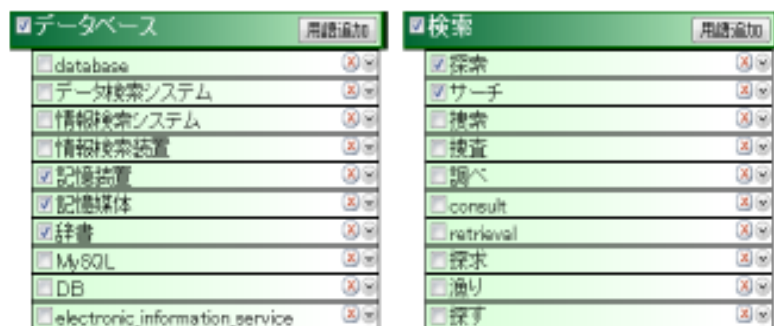 データベース 用語追加
database
データ検索システム
情報検索システム
情報検索装置
記憶装置
記憶媒体
辞書
MySQL
DB
electronic_information_service
検索 用語追加
探索
サーチ
捜索
捜査
調べ
consult
retrieval
探求
漁り
探す